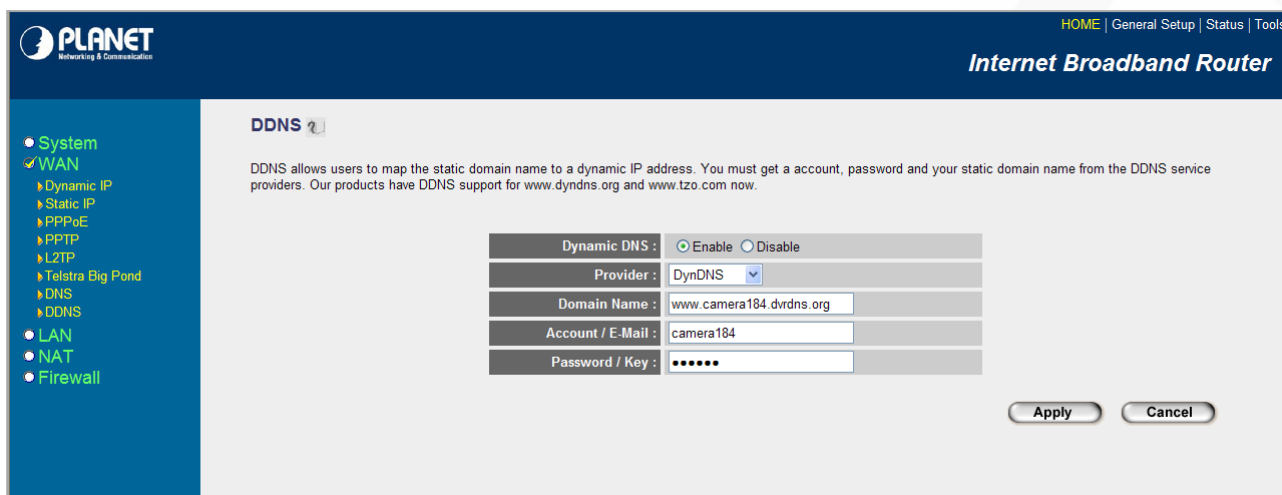 PLANET
Networking & Communication
HOME | General Setup | Status | Tools
Internet Broadband Router
System
WAN
Dynamic IP
Static IP
PPPoE
PPTP
L2TP
Telstra Big Pond
DNS
DDNS
LAN
NAT
Firewall
DDNS
DDNS allows users to map the static domain name to a dynamic IP address. You must get a account, password and your static domain name from the DDNS service
providers. Our products have DDNS support for www.dyndns.org and www.tzo.com now.
Dynamic DNS : Enable Disable
Provider : DynDNS
Domain Name : www.camera184.dvrdns.org
Account / E-Mail : camera184
Password / Key : ••••••
Apply Cancel